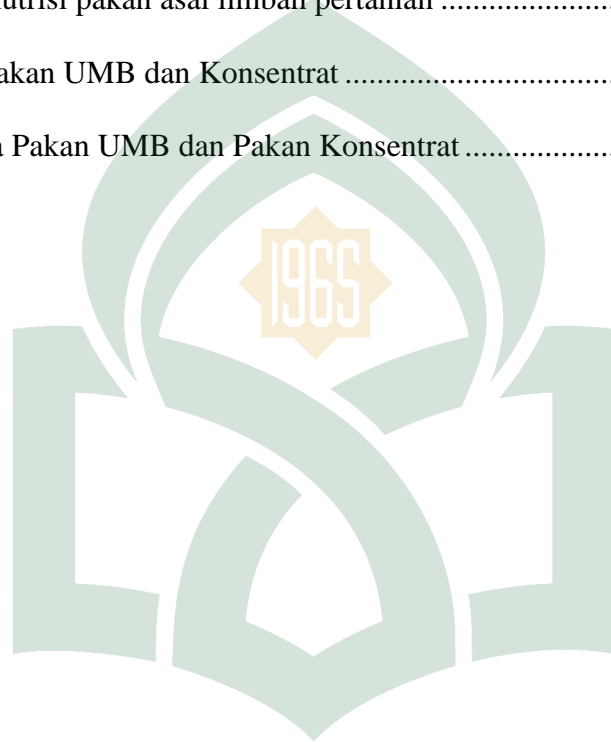 utrisi pakan asal limbah pertanian .......................
akan UMB dan Konsentrat ...................................
Pakan UMB dan Pakan Konsentrat ...................
1965